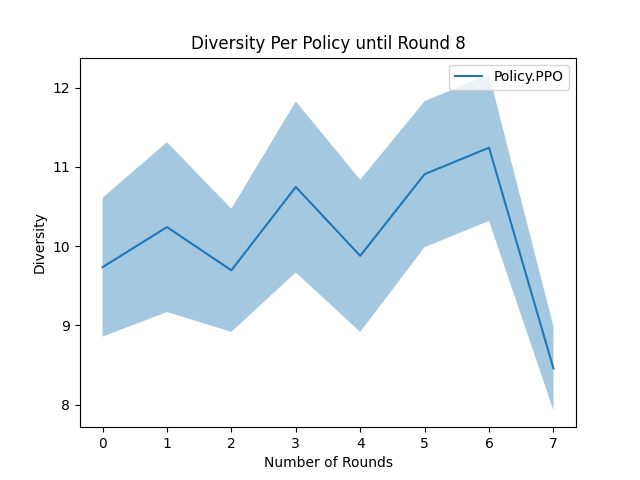 Diversity Per Policy until Round 8
Policy.PPO
Diversity
12
11
10
9
8
0 1 2 3 4 5 6 7
Number of Rounds